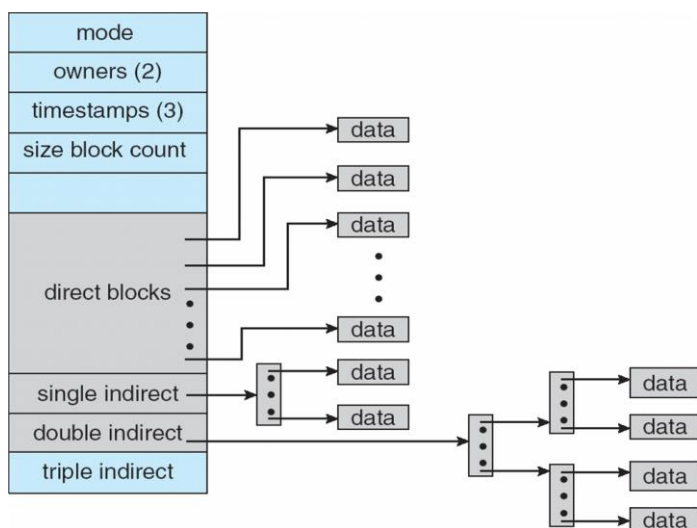 mode
owners (2)
timestamps (3)
size block count
data
data
data
direct blocks
data
single indirect
data
data
double indirect
triple indirect
data
data
data
data